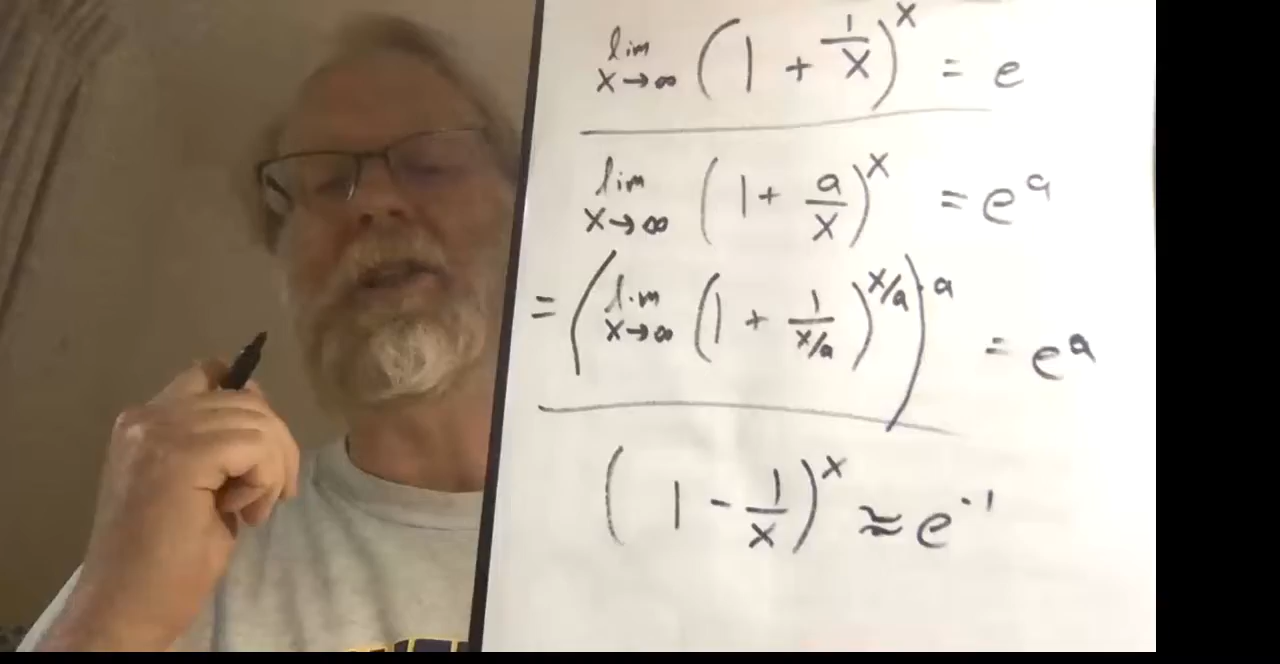 lim x→∞ (1 + 1/x)^x = e
lim x→∞ (1 + a/x)^x = e^a
= (lim x→∞ (1 + 1/(x/a))^(x/a))^(·a) = e^a
(1 - 1/x)^x ≈ e^-1